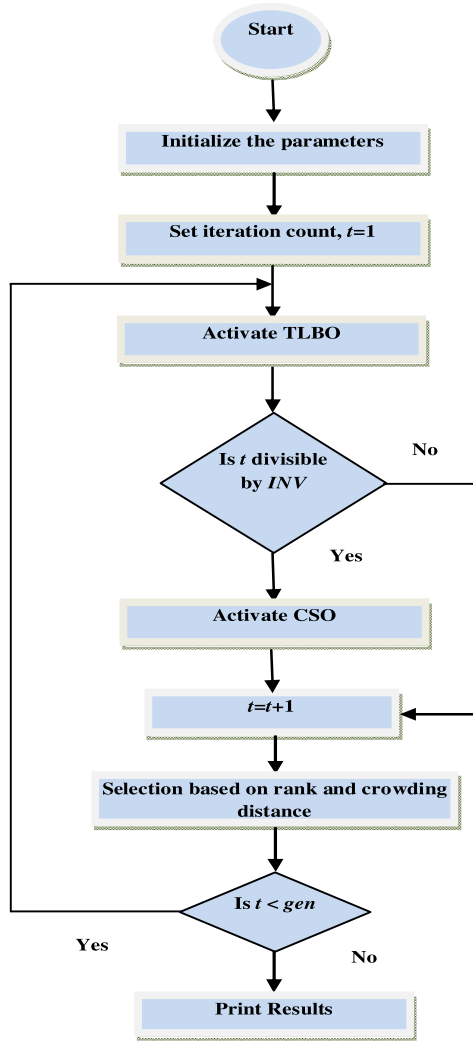 Start
Initialize the parameters
Set iteration count, t=1
Activate TLBO
Is t divisible
by INV
No
Yes
Activate CSO
t=t+1
Selection based on rank and crowding
distance
Is t < gen
Yes
No
Print Results